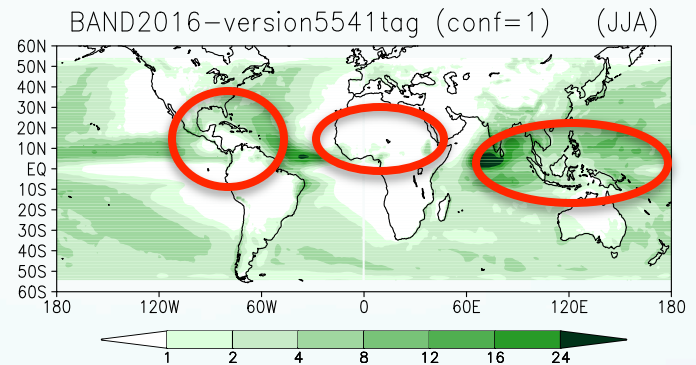 BAND2016-version5541tag (conf=1) (JJA)
60N
50N
40N
30N
20N
10N
EQ
10S
20S
30S
40S
50S
60S
180 120W 60W 0 60E 120E 180
1 2 4 8 12 16 24